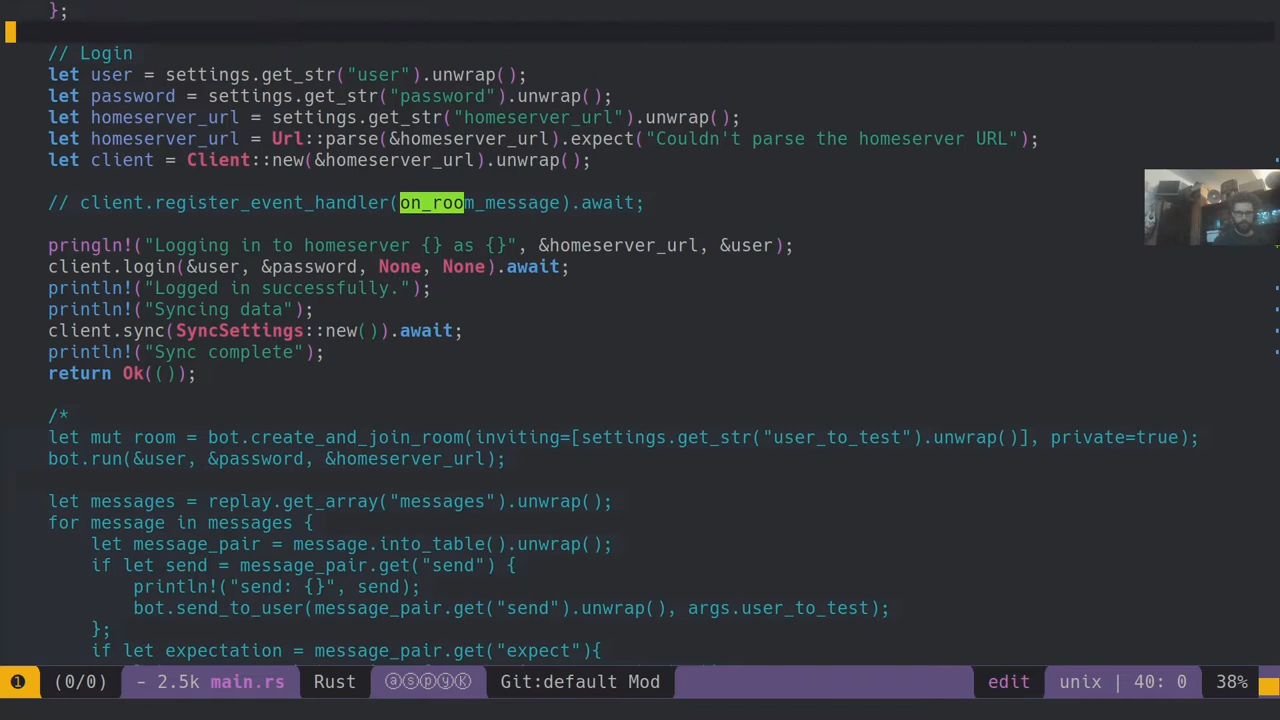 };
// Login
let user = settings.get_str("user").unwrap();
let password = settings.get_str("password").unwrap();
let homeserver_url = settings.get_str("homeserver_url").unwrap();
let homeserver_url = Url::parse(&homeserver_url).expect("Couldn't parse the homeserver URL");
let client = Client::new(&homeserver_url).unwrap();
// client.register_event_handler(on_room_message).await;
pringln!("Logging in to homeserver {} as {}", &homeserver_url, &user);
client.login(&user, &password, None, None).await;
println!("Logged in successfully.");
println!("Syncing data");
client.sync(SyncSettings::new()).await;
println!("Sync complete");
return Ok(());
/*
let mut room = bot.create_and_join_room(inviting=[settings.get_str("user_to_test").unwrap()], private=true);
bot.run(&user, &password, &homeserver_url);
let messages = replay.get_array("messages").unwrap();
for message in messages {
let message_pair = message.into_table().unwrap();
if let send = message_pair.get("send") {
println!("send: {}", send);
bot.send_to_user(message_pair.get("send").unwrap(), args.user_to_test);
};
if let expectation = message_pair.get("expect"){
❶ (0/0) - 2.5k main.rs Rust ⓐⓢⓟⓨⓚ Git:default Mod edit unix | 40: 0 38%